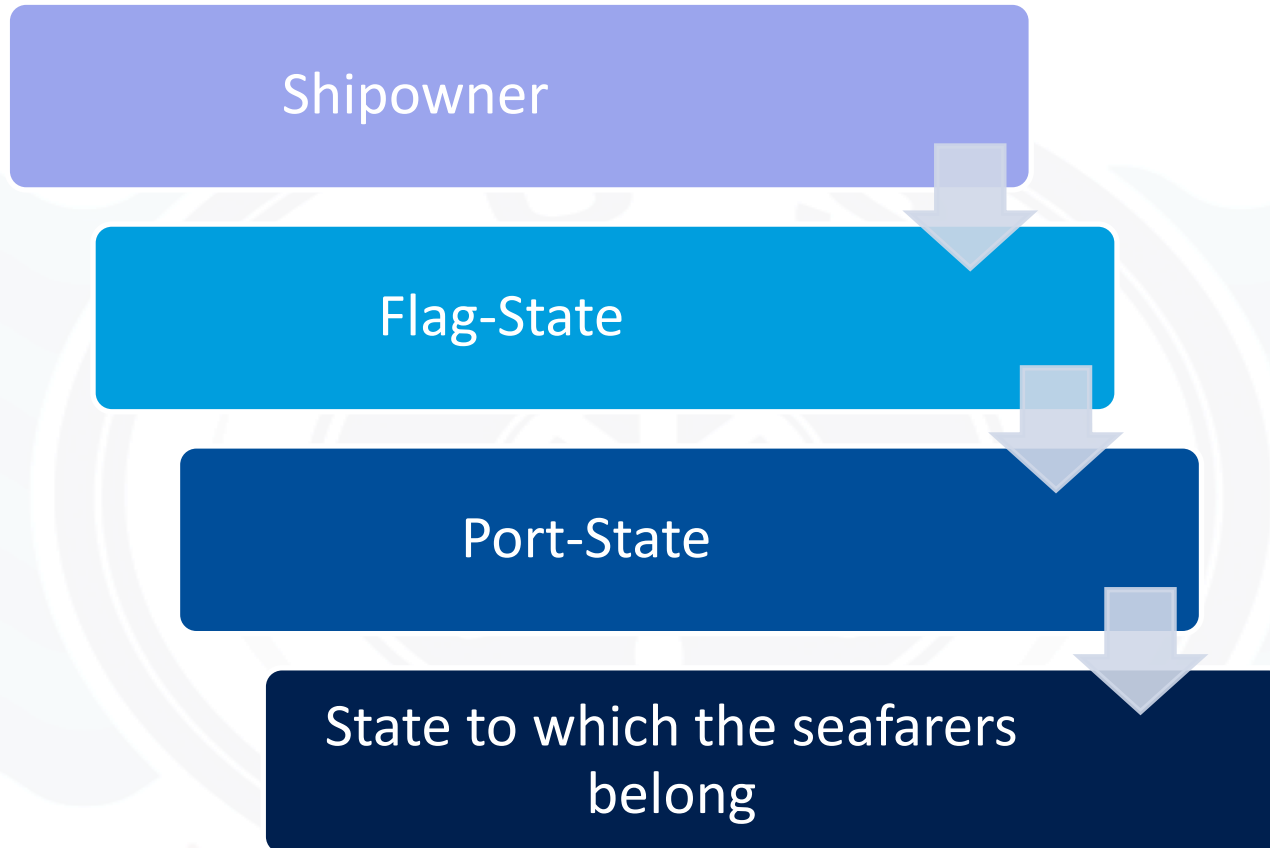 Shipowner
Flag-State
Port-State
State to which the seafarers
belong